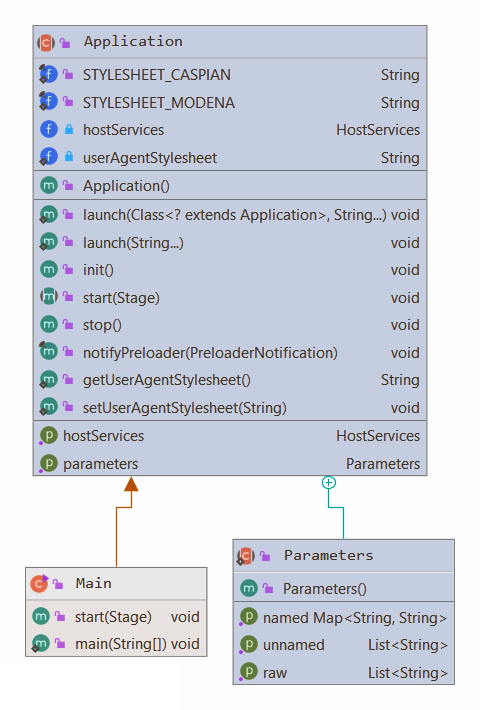 Application
STYLESHEET_CASPIAN String
STYLESHEET_MODENA String
hostServices HostServices
userAgentStylesheet String
Application()
launch(Class<? extends Application>, String...) void
launch(String...) void
init() void
start(Stage) void
stop() void
notifyPreloader(PreloaderNotification) void
getUserAgentStylesheet() String
setUserAgentStylesheet(String) void
hostServices HostServices
parameters Parameters
Main
start(Stage) void
main(String[]) void
Parameters
Parameters()
named Map<String, String>
unnamed List<String>
raw List<String>